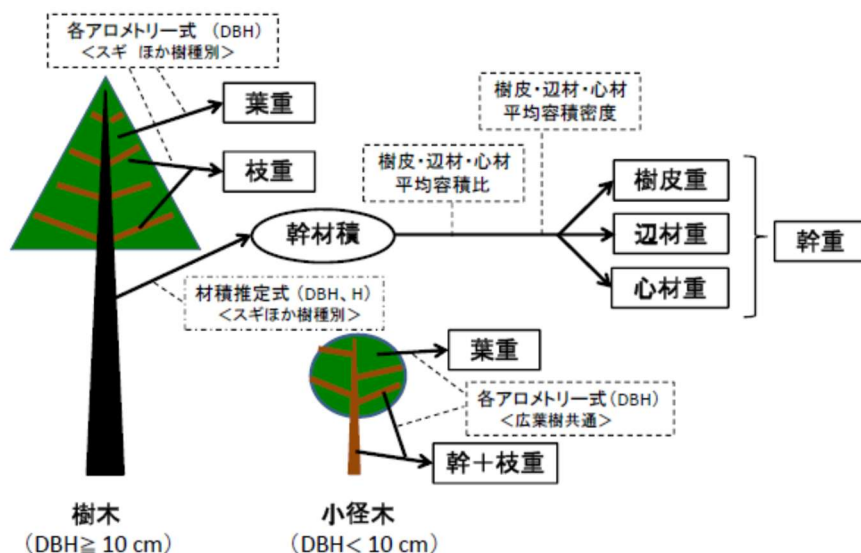 各アロメトリー式 (DBH)
＜スギ ほか樹種別＞
葉重
枝重
樹皮・辺材・心材
平均容積密度
樹皮・辺材・心材
平均容積比
幹材積
樹皮重
辺材重
心材重
幹重
材積推定式(DBH、H)
＜スギほか樹種別＞
葉重
各アロメトリー式(DBH)
＜広葉樹共通＞
幹＋枝重
樹木
(DBH≧ 10 cm)
小径木
(DBH< 10 cm)